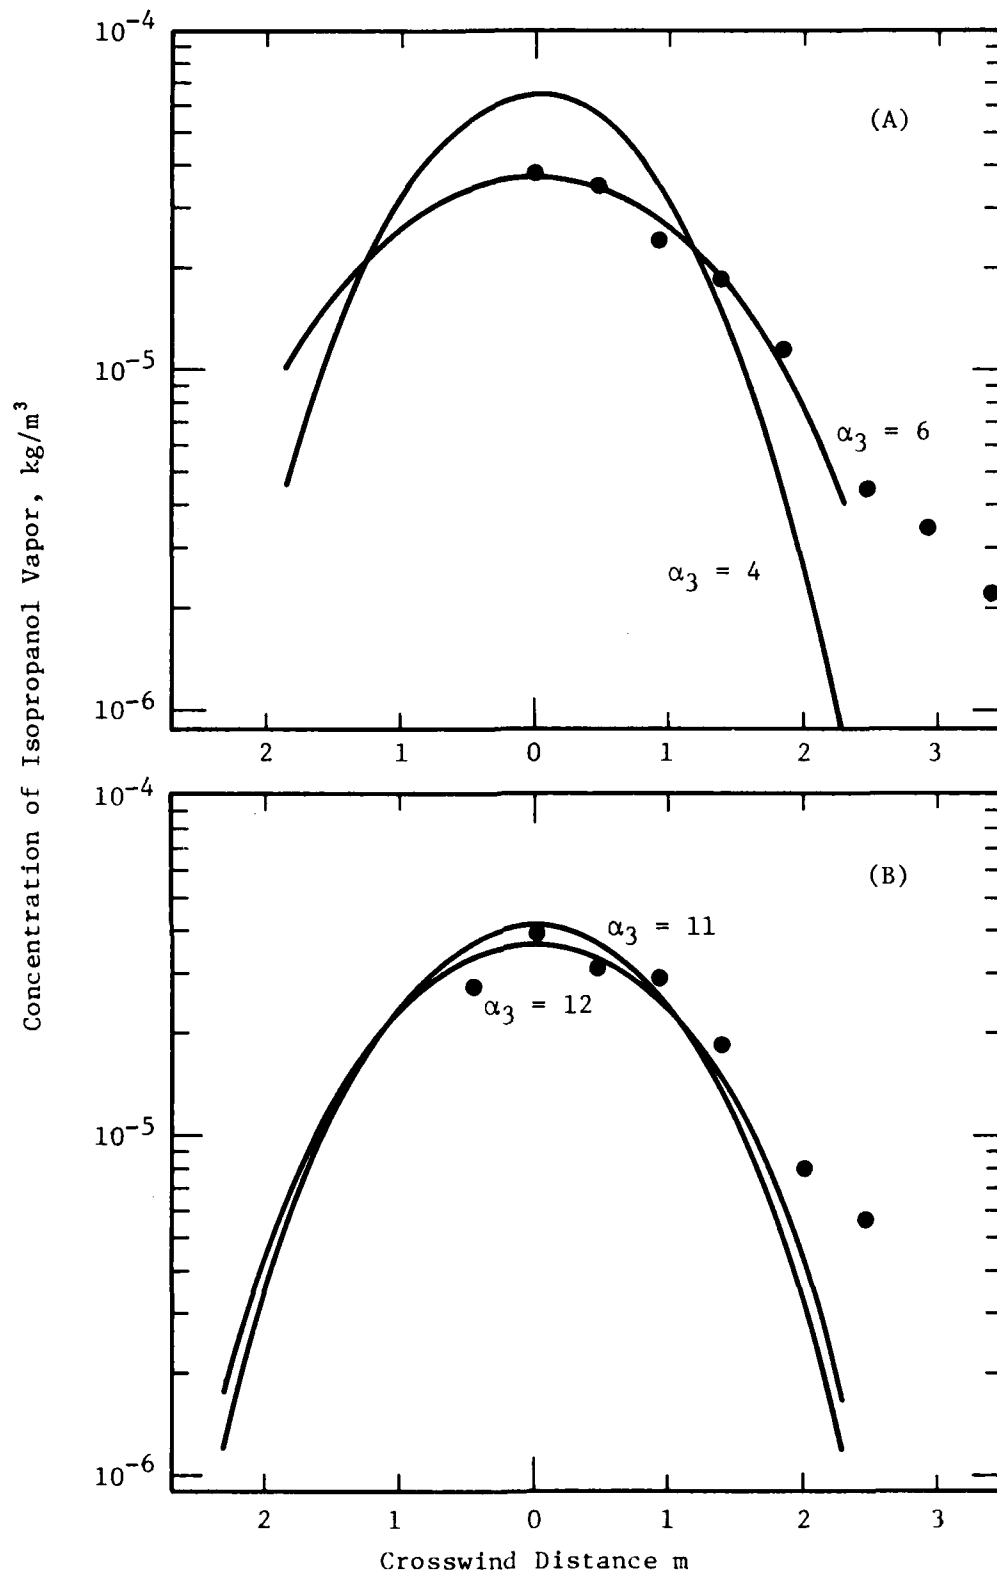 Concentration of Isopropanol Vapor, kg/m³
10⁻⁴
(A)
10⁻⁵
α₃ = 6
α₃ = 4
10⁻⁶
2 1 0 1 2 3
10⁻⁴
(B)
α₃ = 11
α₃ = 12
10⁻⁵
10⁻⁶
2 1 0 1 2 3
Crosswind Distance m